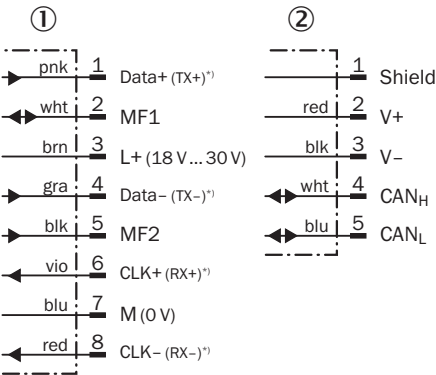 ① ②
pnk 1 Data+ (TX+)*)
wht 2 MF1
brn 3 L+ (18 V... 30 V)
gra 4 Data– (TX–)*)
blk 5 MF2
vio 6 CLK+ (RX+)*)
blu 7 M (0 V)
red 8 CLK– (RX–)*)
1 Shield
red 2 V+
blk 3 V–
wht 4 CANH
blu 5 CANL